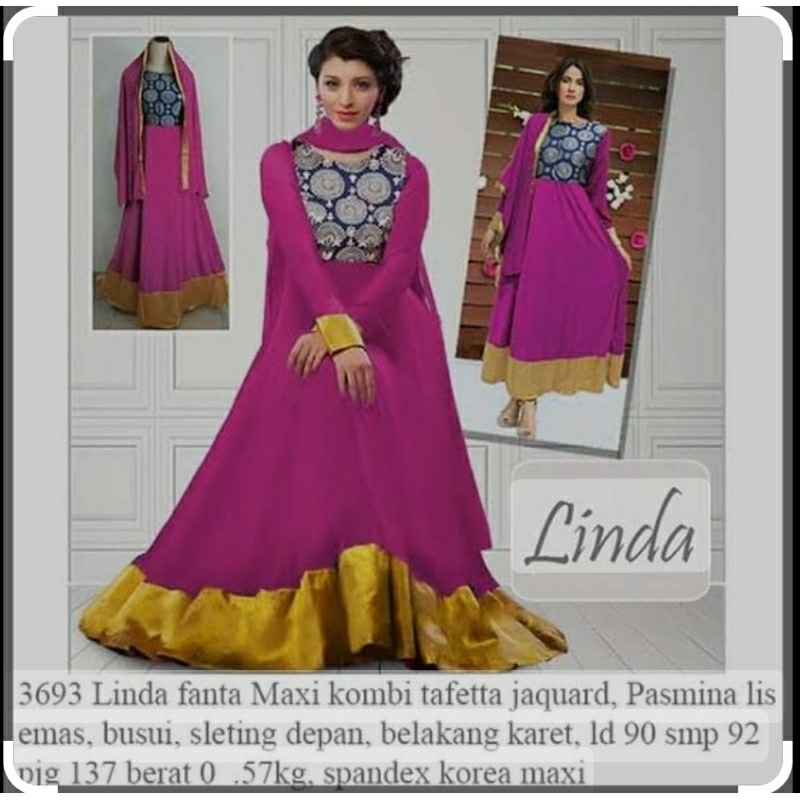 Linda
3693 Linda fanta Maxi kombi tafetta jaquard, Pasmina lis
emas, busui, sleting depan, belakang karet, ld 90 smp 92
pjg 137 berat 0  .57kg, spandex korea maxi